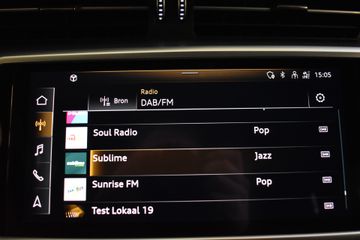 15:05
Radio
Bron DAB/FM
Soul Radio Pop
Sublime Jazz
Sunrise FM Pop
Test Lokaal 19